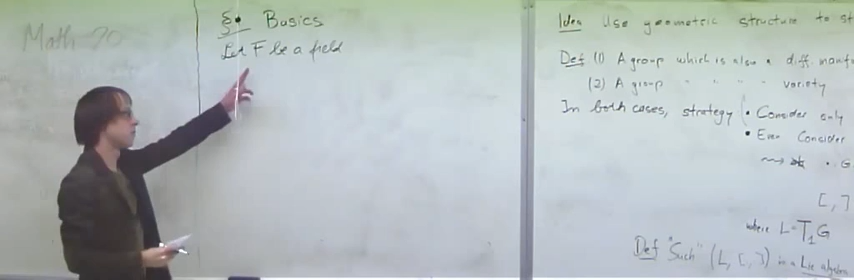 Math
§• Basics
Let F be a field
Idea Use geometric structure to st
Def (1) A group which is also a diff. manif
(2) A group " " " " variety
In both cases, strategy • Consider only
• Even Consider
• G
[ , ]
where L = T₁G
Def "Such" (L, [ , ]) is a Lie algebra